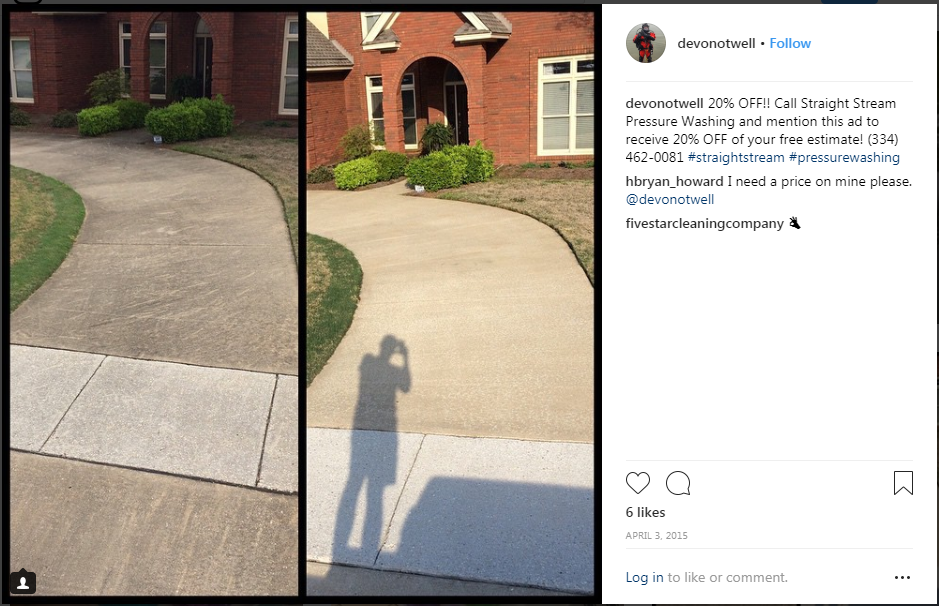 devonotwell • Follow
devonotwell 20% OFF!! Call Straight Stream
Pressure Washing and mention this ad to
receive 20% OFF of your free estimate! (334)
462-0081 #straightstream #pressurewashing
hbryan_howard I need a price on mine please.
@devonotwell
fivestarcleaningcompany 👌🏿
6 likes
APRIL 3, 2015
Log in to like or comment.